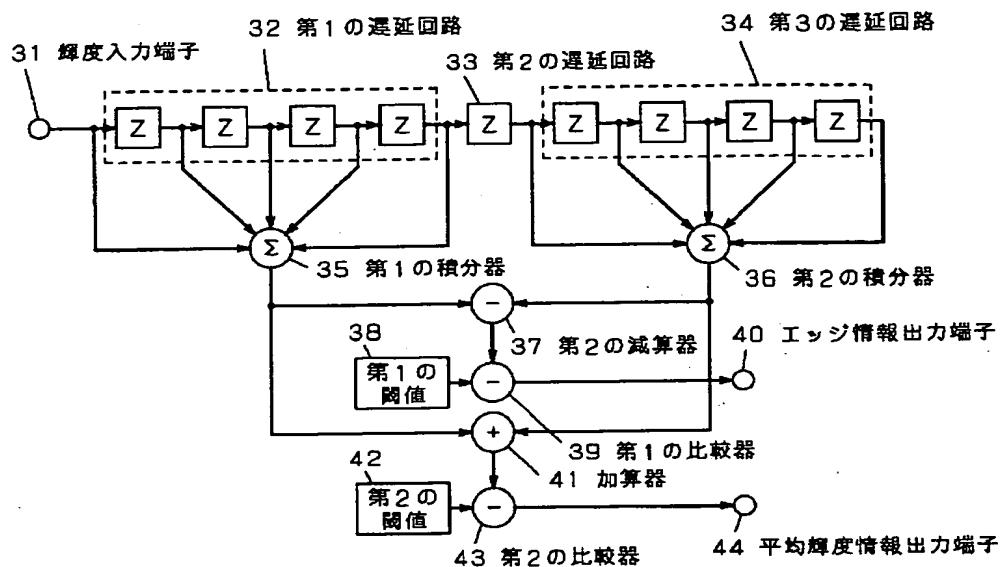 31 輝度入力端子
32 第1の遅延回路
33 第2の遅延回路
34 第3の遅延回路
Z
Z
Z
Z
Z
Z
Z
Z
Z
Σ
Σ
35 第1の積分器
36 第2の積分器
−
37 第2の減算器
38
第1の
閾値
−
40 エッジ情報出力端子
39 第1の比較器
+
41 加算器
42
第2の
閾値
−
43 第2の比較器
44 平均輝度情報出力端子